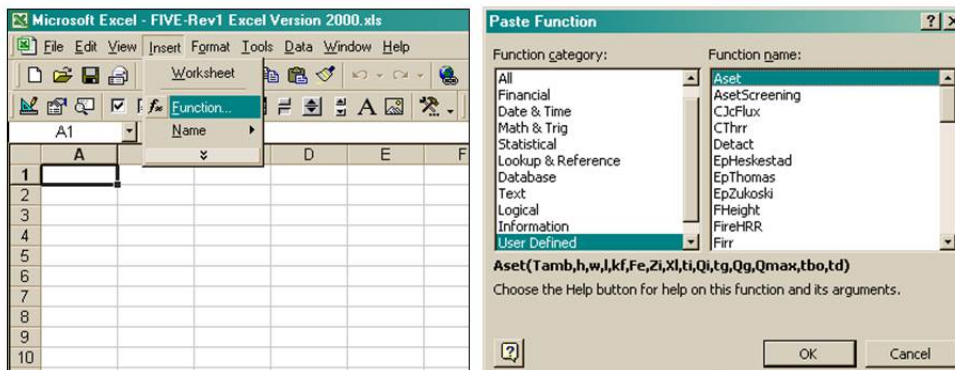 Microsoft Excel - FIVE-Rev1 Excel Version 2000.xls
File Edit View Insert Format Tools Data Window Help
Worksheet
Function...
Name
A1
A D E F
1
2
3
4
5
6
7
8
9
10
Paste Function
Function category:
All
Financial
Date & Time
Math & Trig
Statistical
Lookup & Reference
Database
Text
Logical
Information
User Defined
Function name:
Aset
AsetScreening
CJcFlux
CThrr
Detact
EpHeskestad
EpThomas
EpZukoski
FHeight
FireHRR
Firr
Aset(Tamb,h,w,l,kf,Fe,Zi,Xl,ti,Qi,tg,Qg,Qmax,tbo,td)
Choose the Help button for help on this function and its arguments.
OK Cancel